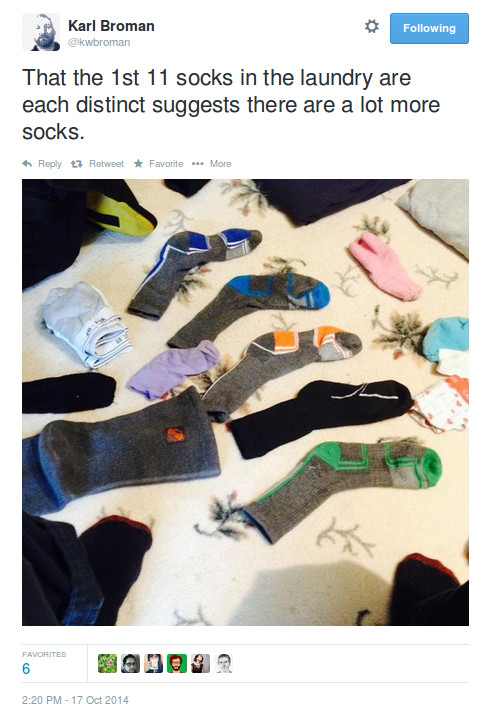 Karl Broman
@kwbroman
Following
That the 1st 11 socks in the laundry are
each distinct suggests there are a lot more
socks.
Reply Retweet Favorite ••• More
FAVORITES
6
2:20 PM - 17 Oct 2014